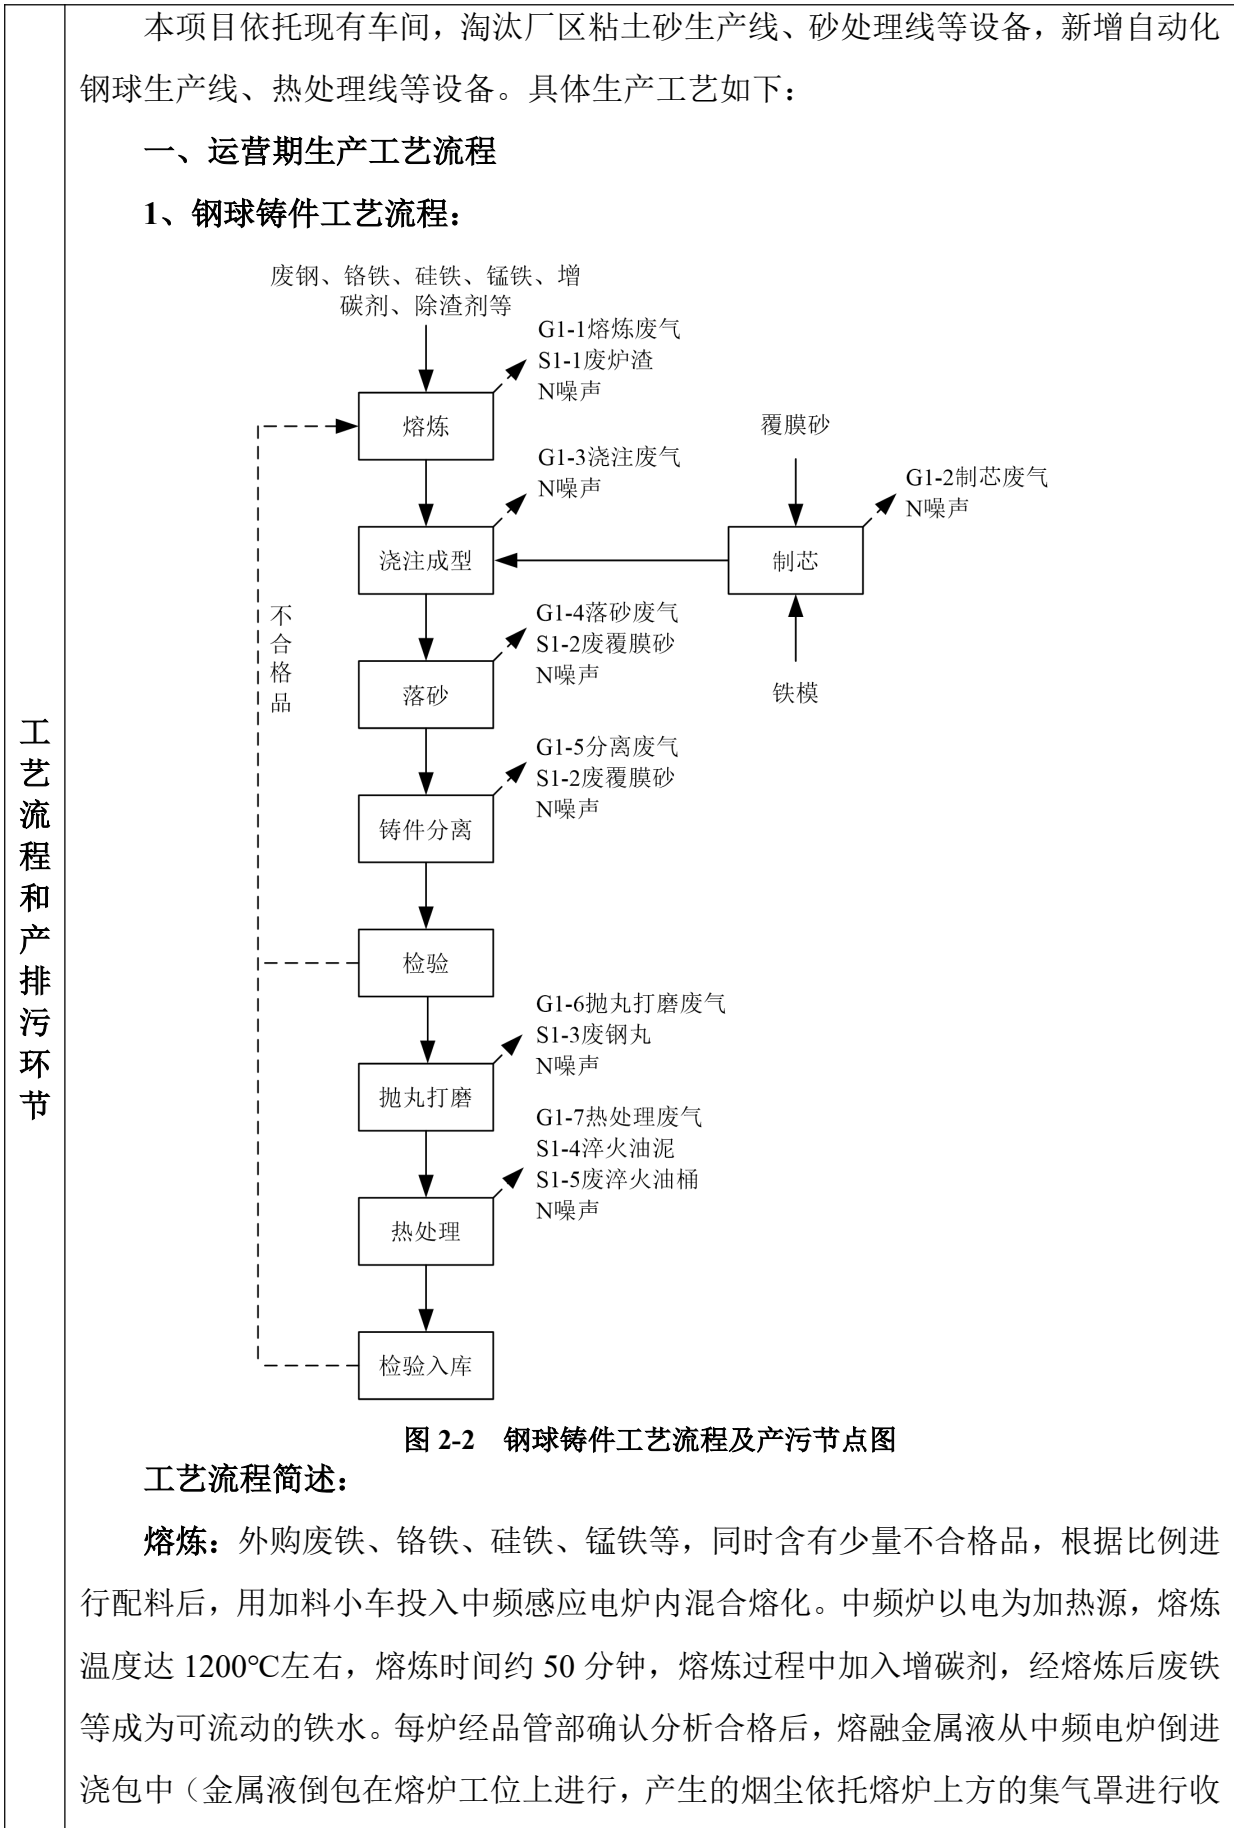 本项目依托现有车间，淘汰厂区粘土砂生产线、砂处理线等设备，新增自动化
钢球生产线、热处理线等设备。具体生产工艺如下：
一、运营期生产工艺流程
1、钢球铸件工艺流程：
废钢、铬铁、硅铁、锰铁、增
碳剂、除渣剂等
G1-1熔炼废气
S1-1废炉渣
N噪声
熔炼
覆膜砂
G1-3浇注废气
N噪声
G1-2制芯废气
N噪声
浇注成型
制芯
不
合
格
品
G1-4落砂废气
S1-2废覆膜砂
N噪声
落砂
铁模
G1-5分离废气
S1-2废覆膜砂
N噪声
铸件分离
检验
G1-6抛丸打磨废气
S1-3废钢丸
N噪声
抛丸打磨
G1-7热处理废气
S1-4淬火油泥
S1-5废淬火油桶
N噪声
热处理
检验入库
工
艺
流
程
和
产
排
污
环
节
图 2-2 钢球铸件工艺流程及产污节点图
工艺流程简述：
熔炼：外购废铁、铬铁、硅铁、锰铁等，同时含有少量不合格品，根据比例进
行配料后，用加料小车投入中频感应电炉内混合熔化。中频炉以电为加热源，熔炼
温度达 1200℃左右，熔炼时间约 50 分钟，熔炼过程中加入增碳剂，经熔炼后废铁
等成为可流动的铁水。每炉经品管部确认分析合格后，熔融金属液从中频电炉倒进
浇包中（金属液倒包在熔炉工位上进行，产生的烟尘依托熔炉上方的集气罩进行收